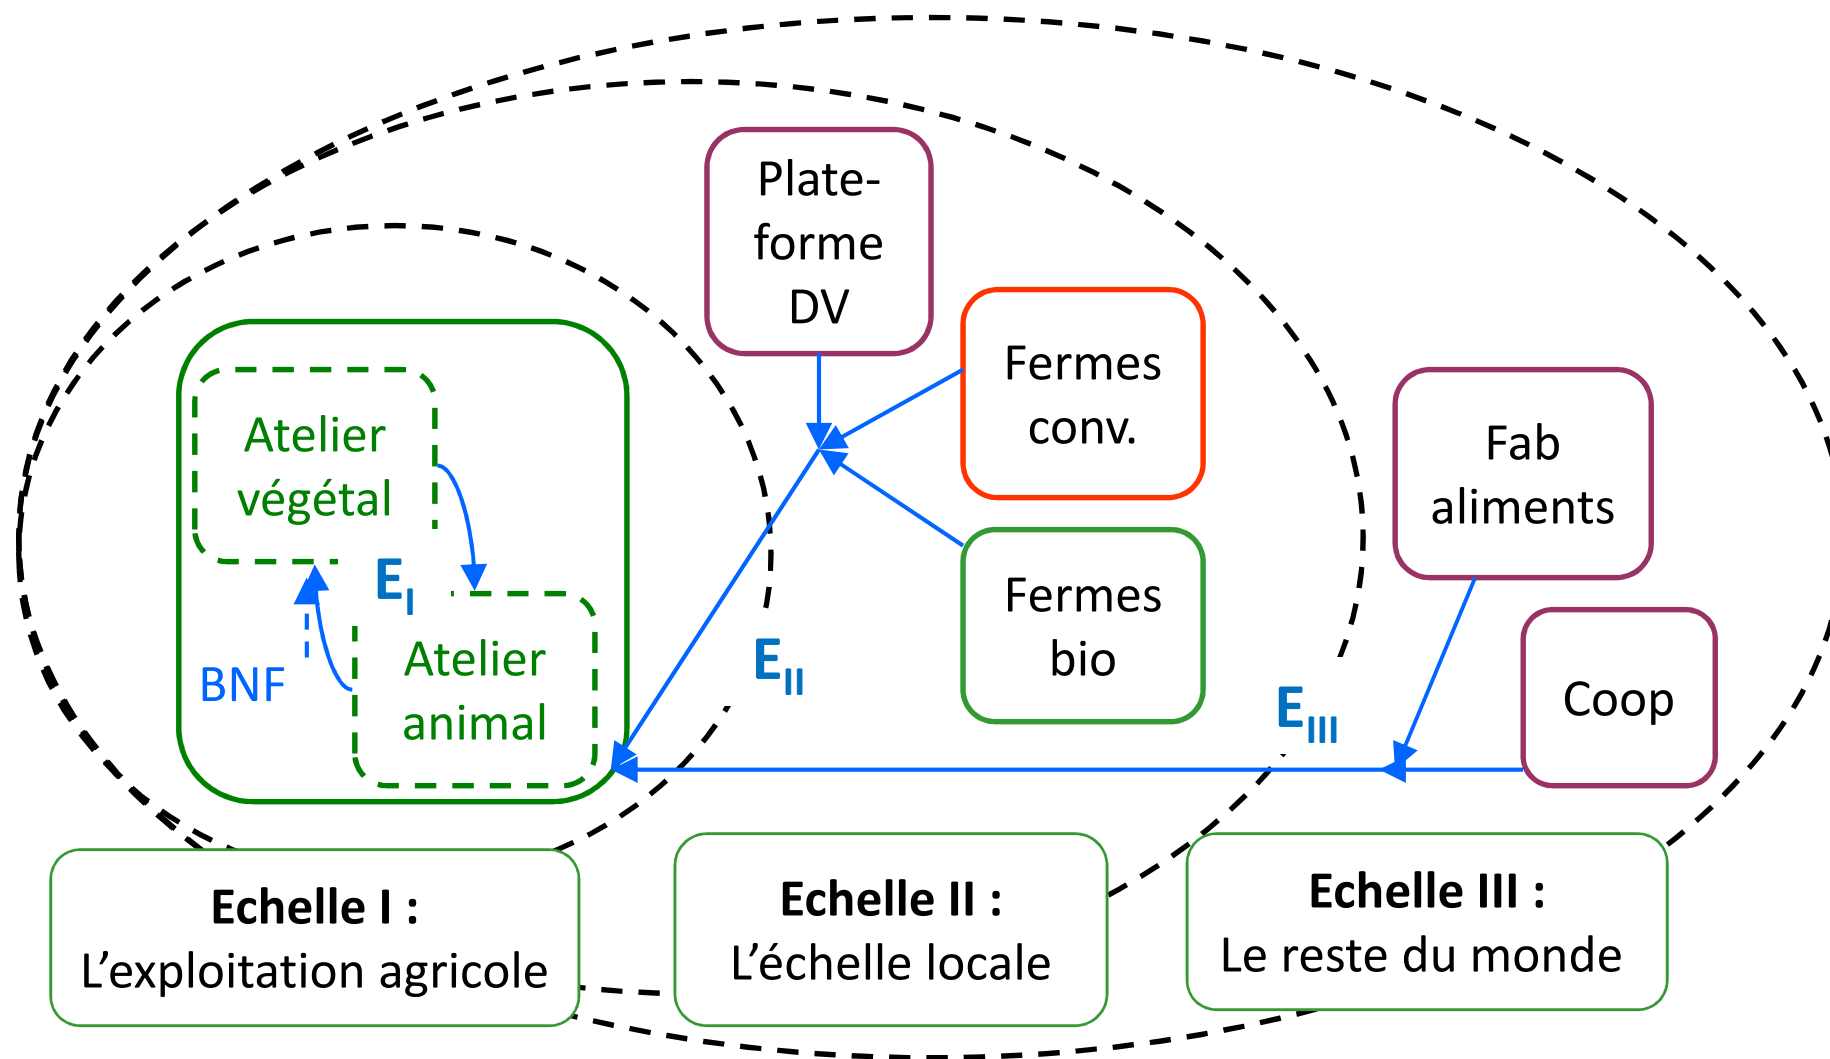 Plate-
forme
DV
Fermes
conv.
Fab
aliments
Atelier
végétal
E_I
Fermes
bio
BNF
Atelier
animal
E_II
E_III
Coop
Echelle I :
L’exploitation agricole
Echelle II :
L’échelle locale
Echelle III :
Le reste du monde